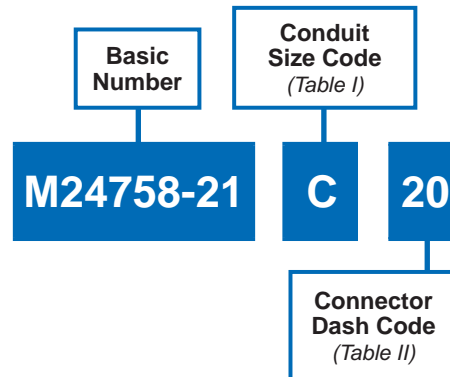 Basic
Number
Conduit
Size Code
(Table I)
M24758-21
C
20
Connector
Dash Code
(Table II)